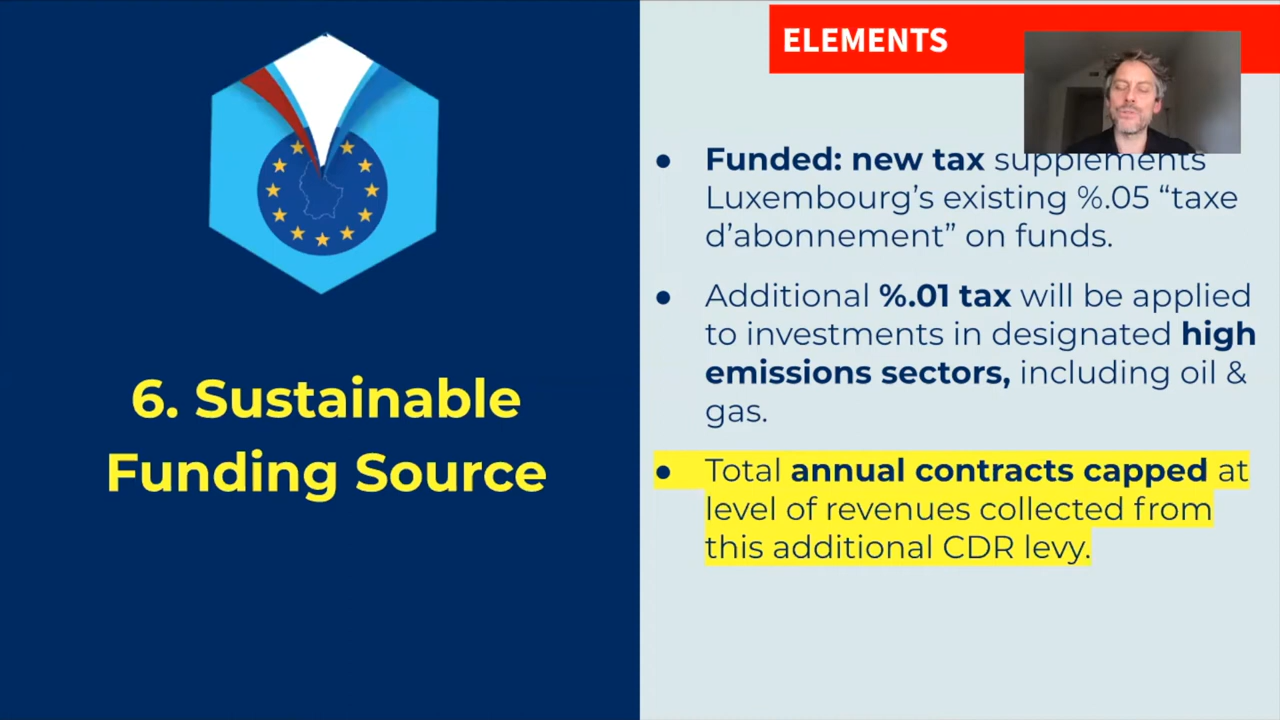 ELEMENTS
6. Sustainable
Funding Source
● Funded: new tax supplements
Luxembourg’s existing %.05 “taxe
d’abonnement” on funds.
● Additional %.01 tax will be applied
to investments in designated high
emissions sectors, including oil &
gas.
● Total annual contracts capped at
level of revenues collected from
this additional CDR levy.